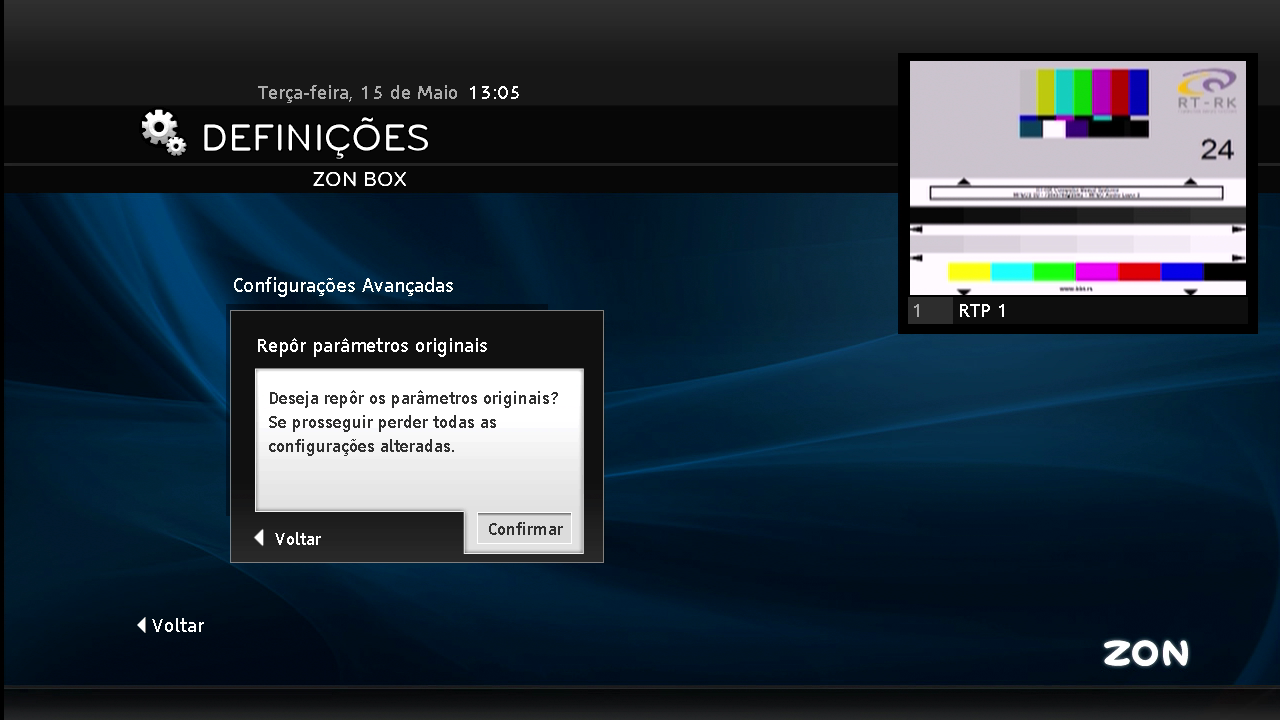 Terça-feira, 15 de Maio 13:05
DEFINIÇÕES
ZON BOX
RT-RK
24
1 RTP 1
Configurações Avançadas
Repôr parâmetros originais
Deseja repôr os parâmetros originais?
Se prosseguir perder todas as
configurações alteradas.
Confirmar
Voltar
Voltar
ZON